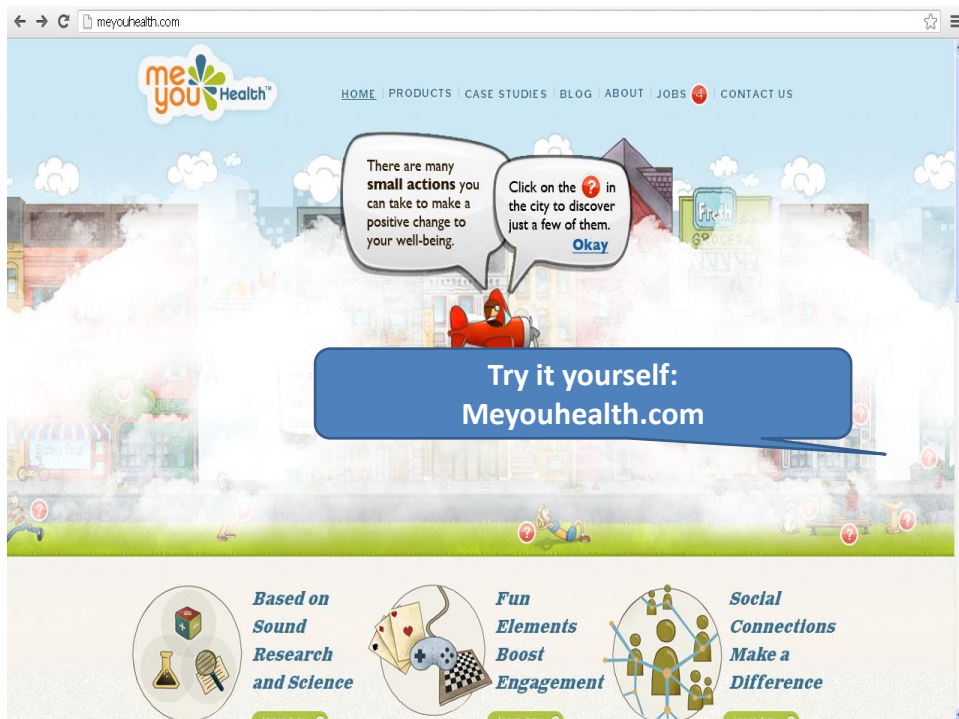 meyouhealth.com
me
you Health™
HOME PRODUCTS CASE STUDIES BLOG ABOUT JOBS 4 CONTACT US
There are many
small actions you
can take to make a
positive change to
your well-being.
Click on the ? in
the city to discover
just a few of them.
Okay
Fresh
Try it yourself:
Meyouhealth.com
Barber Shop
?
?
?
?
?
Based on
Sound
Research
and Science
Fun
Elements
Boost
Engagement
Social
Connections
Make a
Difference